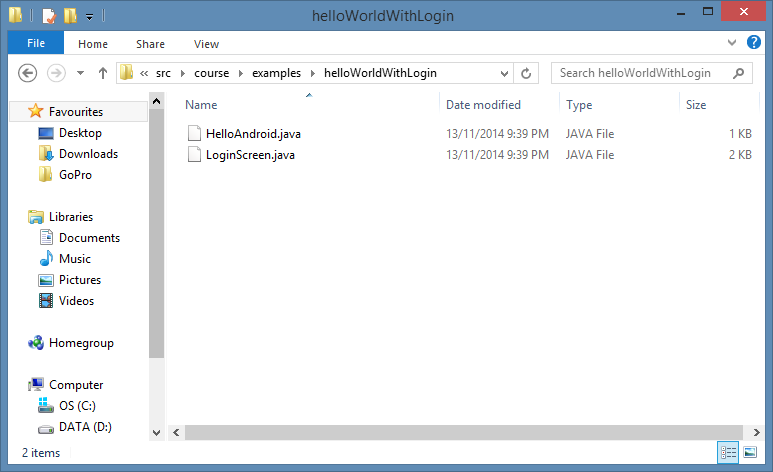 helloWorldWithLogin
File Home Share View
« src course examples helloWorldWithLogin Search helloWorldWithLogin
Name Date modified Type Size
HelloAndroid.java 13/11/2014 9:39 PM JAVA File 1 KB
LoginScreen.java 13/11/2014 9:39 PM JAVA File 2 KB
Favourites
Desktop
Downloads
GoPro
Libraries
Documents
Music
Pictures
Videos
Homegroup
Computer
OS (C:)
DATA (D:)
2 items